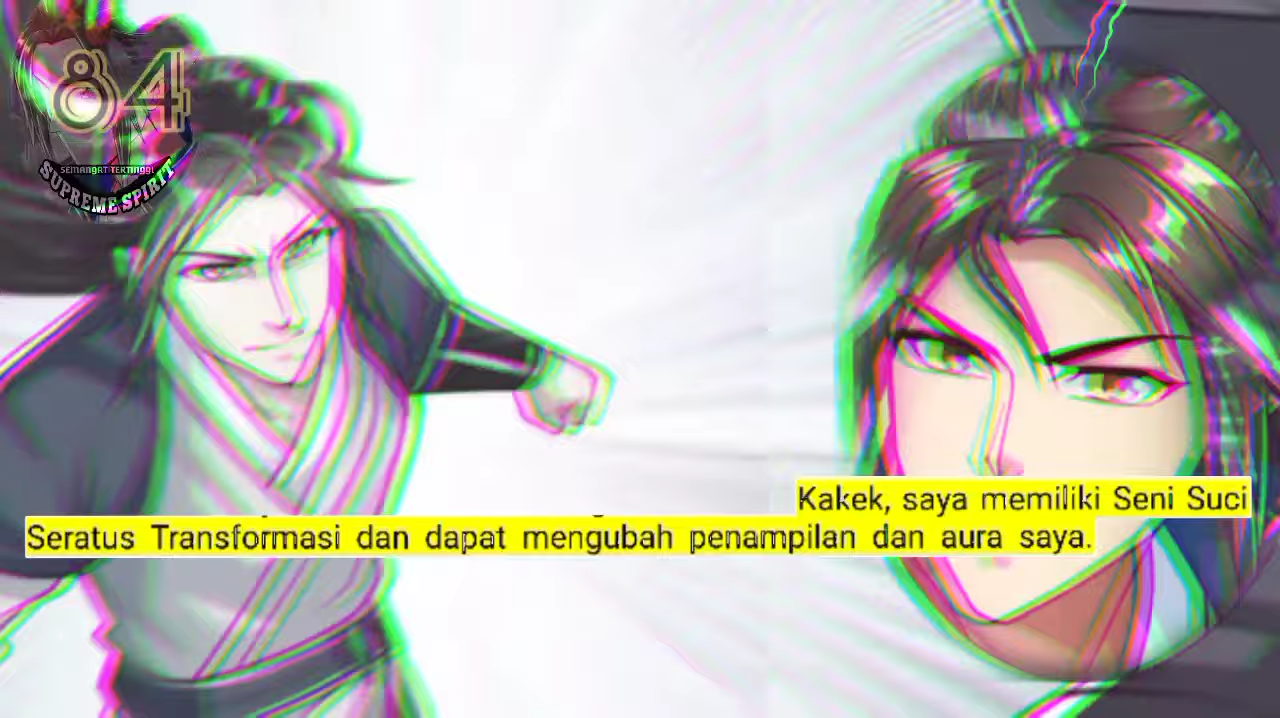 84
SEMANGAT TERTINGGI
SUPREME SPIRIT
Kakek, saya memiliki Seni Suci
Seratus Transformasi dan dapat mengubah penampilan dan aura saya.